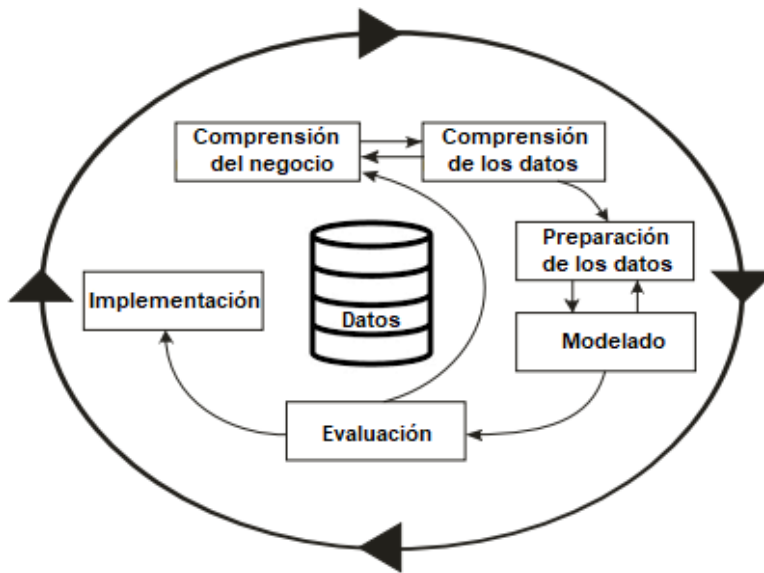 Comprensión
del negocio
Comprensión
de los datos
Preparación
de los datos
Modelado
Evaluación
Implementación
Datos